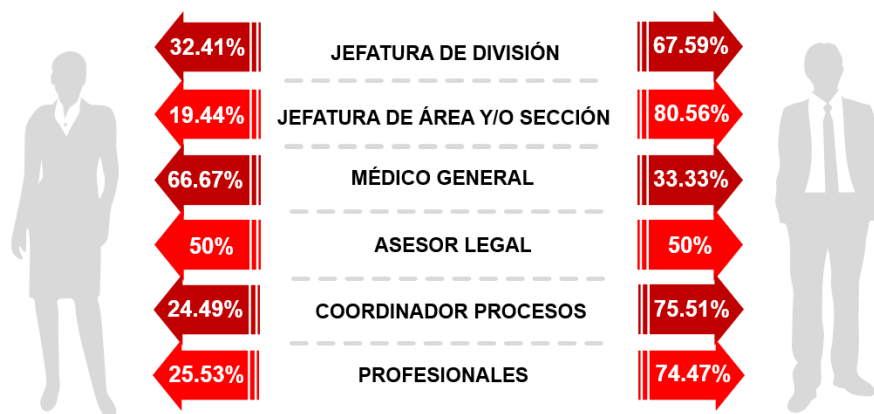 32.41% JEFATURA DE DIVISIÓN 67.59%
19.44% JEFATURA DE ÁREA Y/O SECCIÓN 80.56%
66.67% MÉDICO GENERAL 33.33%
50% ASESOR LEGAL 50%
24.49% COORDINADOR PROCESOS 75.51%
25.53% PROFESIONALES 74.47%